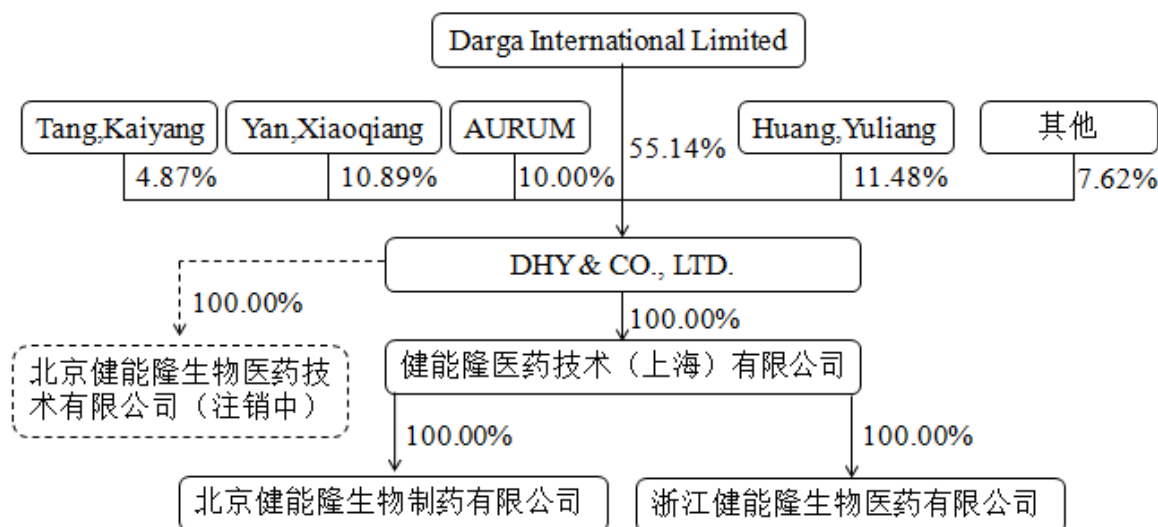 Darga International Limited
Tang,Kaiyang
Yan,Xiaoqiang
AURUM
Huang,Yuliang
其他
55.14%
4.87%
10.89%
10.00%
11.48%
7.62%
DHY & CO., LTD.
100.00%
100.00%
北京健能隆生物医药技
术有限公司（注销中）
健能隆医药技术（上海）有限公司
100.00%
100.00%
北京健能隆生物制药有限公司
浙江健能隆生物医药有限公司